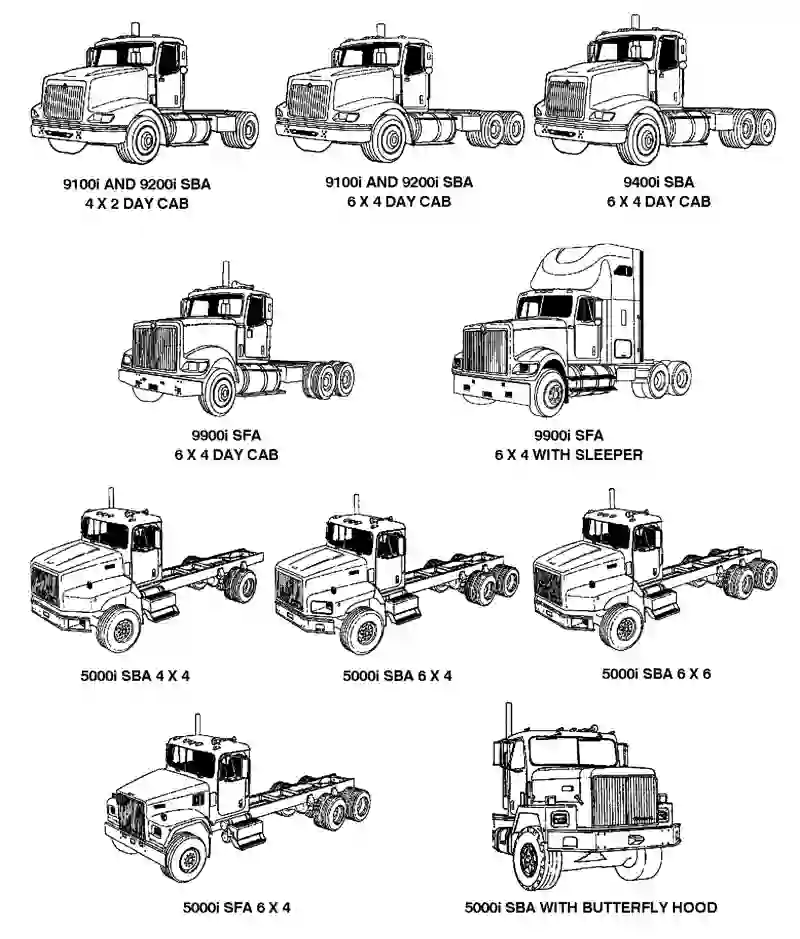 9100i AND 9200i SBA
4 X 2 DAY CAB
9100i AND 9200i SBA
6 X 4 DAY CAB
9400i SBA
6 X 4 DAY CAB
9900i SFA
6 X 4 DAY CAB
9900i SFA
6 X 4 WITH SLEEPER
5000i SBA 4 X 4
5000i SBA 6 X 4
5000i SBA 6 X 6
5000i SFA 6 X 4
5000i SBA WITH BUTTERFLY HOOD